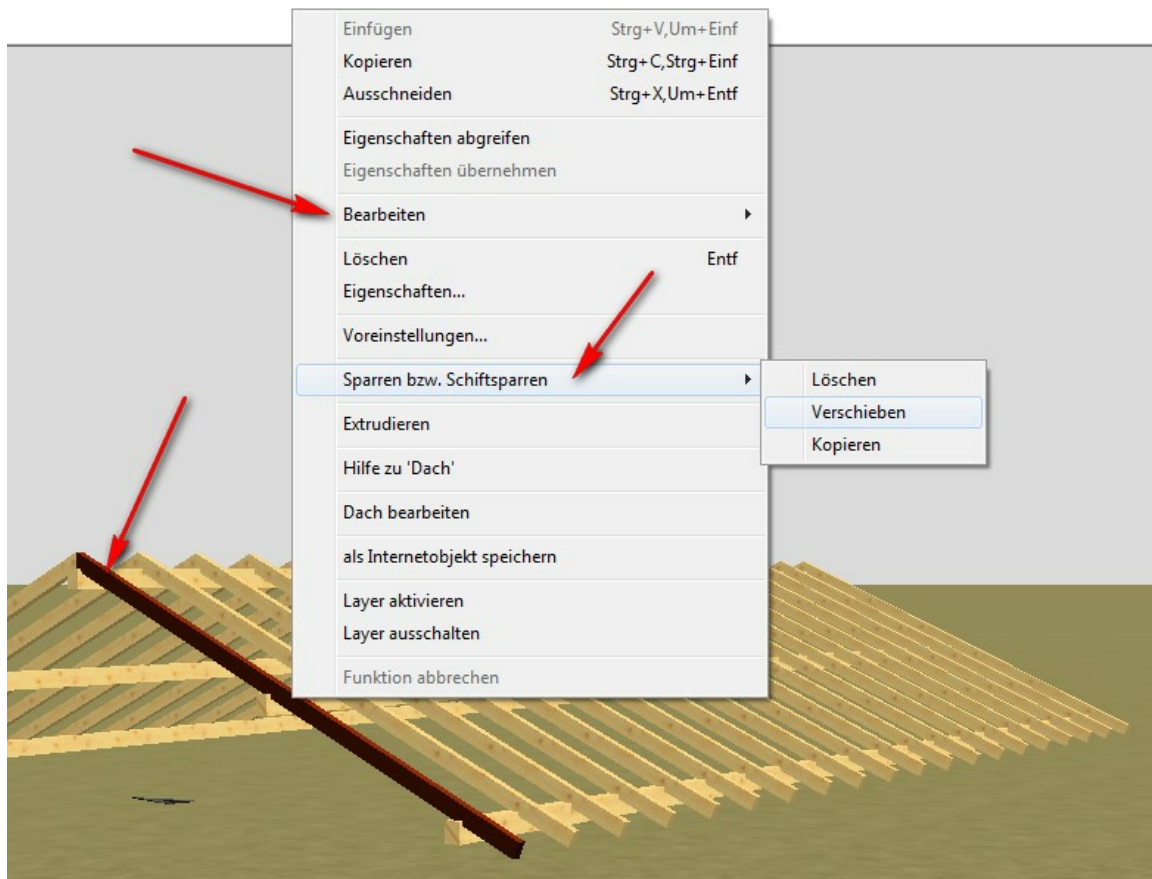 Einfügen Strg+V,Um+Einf
Kopieren Strg+C,Strg+Einf
Ausschneiden Strg+X,Um+Entf
Eigenschaften abgreifen
Eigenschaften übernehmen
Bearbeiten
Löschen Entf
Eigenschaften...
Voreinstellungen...
Sparren bzw. Schiftsparren
Löschen
Verschieben
Kopieren
Extrudieren
Hilfe zu 'Dach'
Dach bearbeiten
als Internetobjekt speichern
Layer aktivieren
Layer ausschalten
Funktion abbrechen